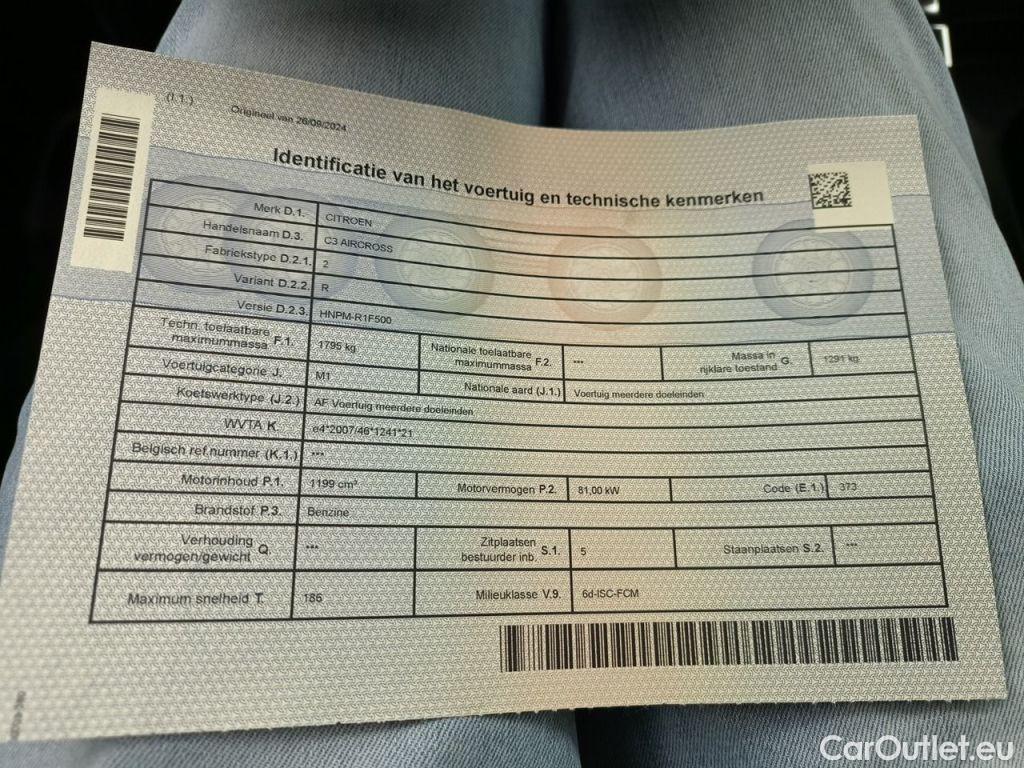 (I.1.)
Origineel van 26/09/2024
Identificatie van het voertuig en technische kenmerken
Merk D.1. CITROEN
Handelsnaam D.3. C3 AIRCROSS
Fabriekstype D.2.1. 2
Variant D.2.2. R
Versie D.2.3. HNPM-R1F500
Techn. toelaatbare maximummassa F.1. 1795 kg Nationale toelaatbare maximummassa F.2. *** Massa in rijklare toestand G. 1291 kg
Voertuigcategorie J. M1 Nationale aard (J.1.) Voertuig meerdere doeleinden
Koetswerktype (J.2.) AF Voertuig meerdere doeleinden
WVTA K. e4*2007/46*1241*21
Belgisch ref.nummer (K.1.) ***
Motorinhoud P.1. 1199 cm³ Motorvermogen P.2. 81,00 kW Code (E.1.) 373
Brandstof P.3. Benzine
Verhouding vermogen/gewicht Q. *** Zitplaatsen bestuurder inb. S.1. 5 Staanplaatsen S.2. ***
Maximum snelheid T. 186 Milieuklasse V.9. 6d-ISC-FCM
CarOutlet.eu